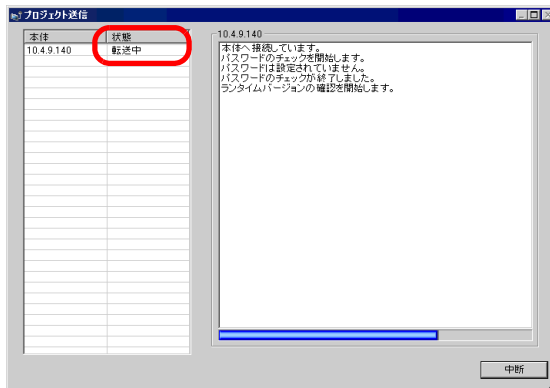 プロジェクト送信
本体 状態
10.4.9.140 転送中
10.4.9.140
本体へ接続しています。
パスワードのチェックを開始します。
パスワードは設定されていません。
パスワードのチェックが終了しました。
ランタイムバージョンの確認を開始します。
中断